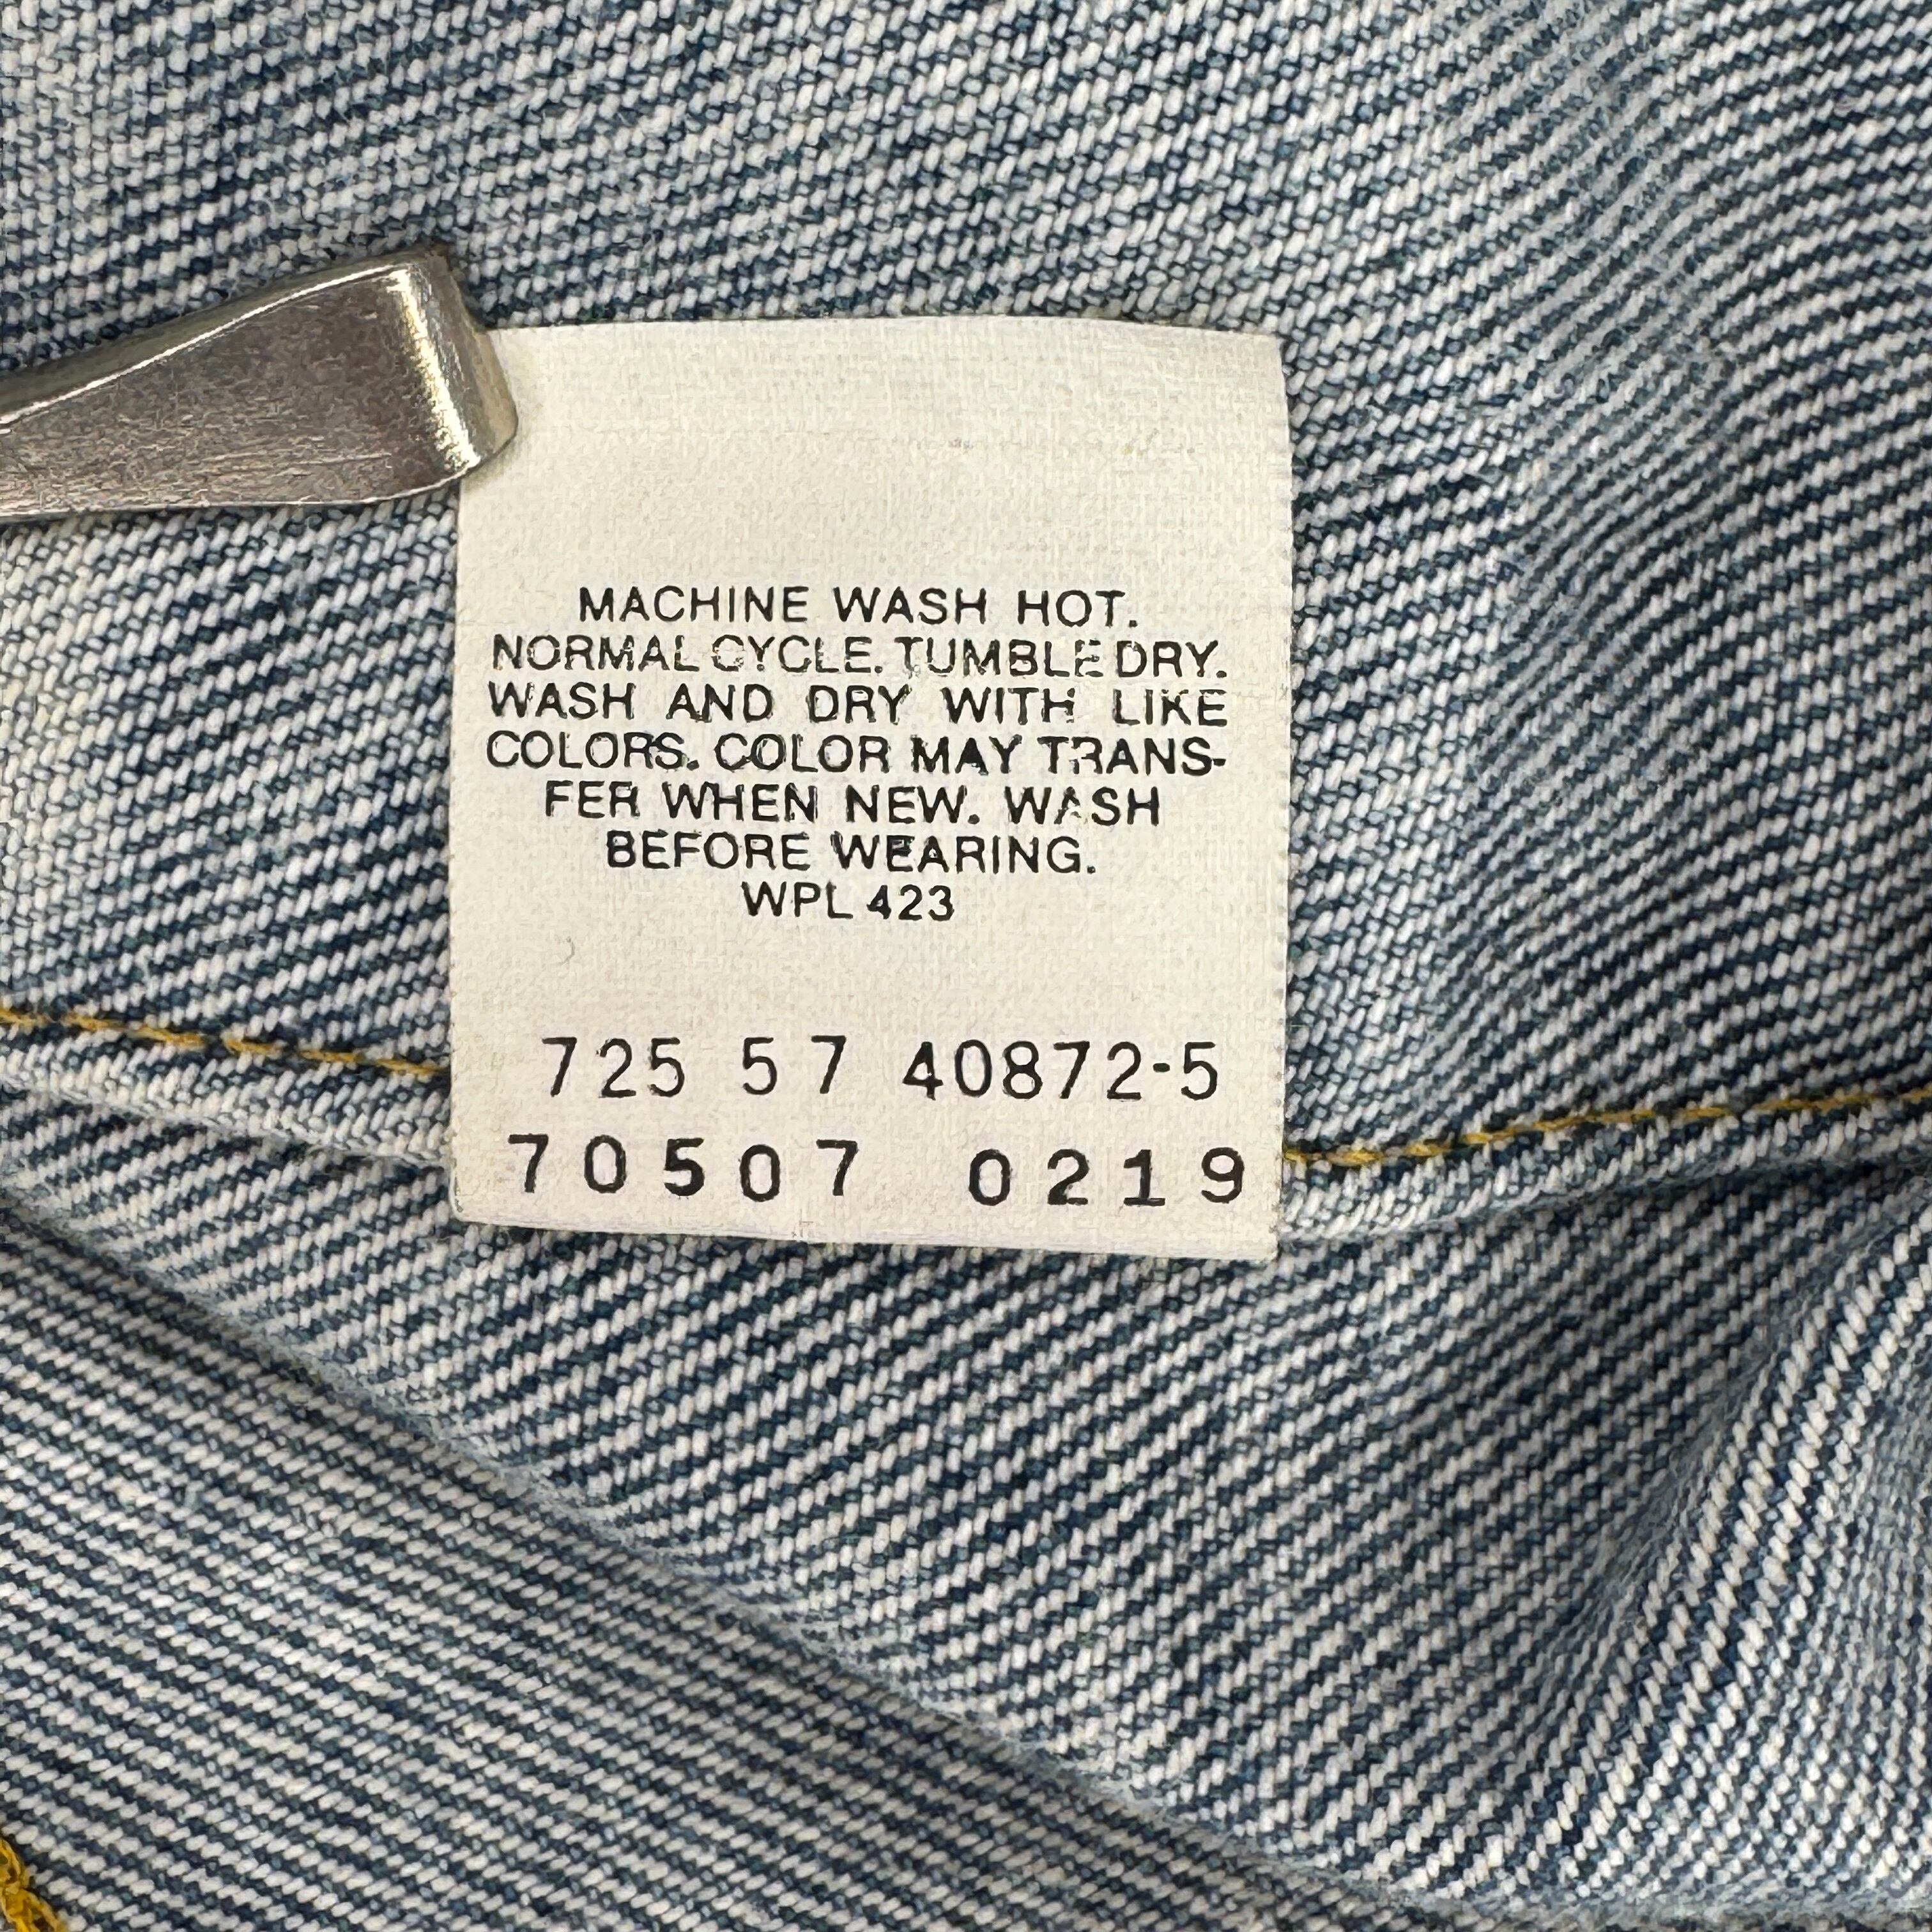 MACHINE WASH HOT.
NORMAL CYCLE. TUMBLE DRY.
WASH AND DRY WITH LIKE
COLORS. COLOR MAY TRANS-
FER WHEN NEW. WASH
BEFORE WEARING.
WPL 423
725 57 40872-5
70507 0219